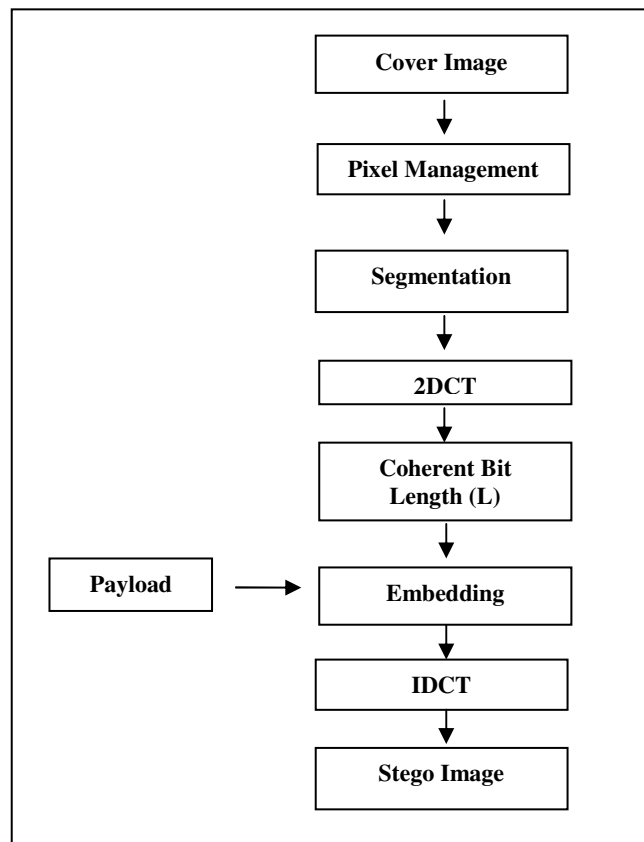 Cover Image
Pixel Management
Segmentation
2DCT
Coherent Bit
Length (L)
Payload
Embedding
IDCT
Stego Image